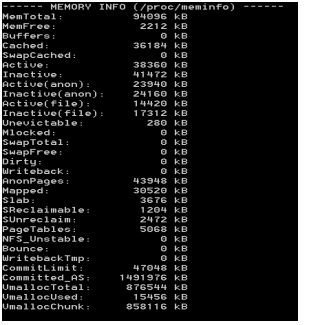 ------ MEMORY INFO (/proc/meminfo) ------
MemTotal: 94096 kB
MemFree: 2212 kB
Buffers: 0 kB
Cached: 36184 kB
SwapCached: 0 kB
Active: 38360 kB
Inactive: 41472 kB
Active(anon): 23940 kB
Inactive(anon): 24160 kB
Active(file): 14420 kB
Inactive(file): 17312 kB
Unevictable: 280 kB
Mlocked: 0 kB
SwapTotal: 0 kB
SwapFree: 0 kB
Dirty: 0 kB
Writeback: 0 kB
AnonPages: 43948 kB
Mapped: 30520 kB
Slab: 3676 kB
SReclaimable: 1204 kB
SUnreclaim: 2472 kB
PageTables: 5068 kB
NFS_Unstable: 0 kB
Bounce: 0 kB
WritebackTmp: 0 kB
CommitLimit: 47048 kB
Committed_AS: 1491976 kB
VmallocTotal: 876544 kB
VmallocUsed: 15456 kB
VmallocChunk: 858116 kB